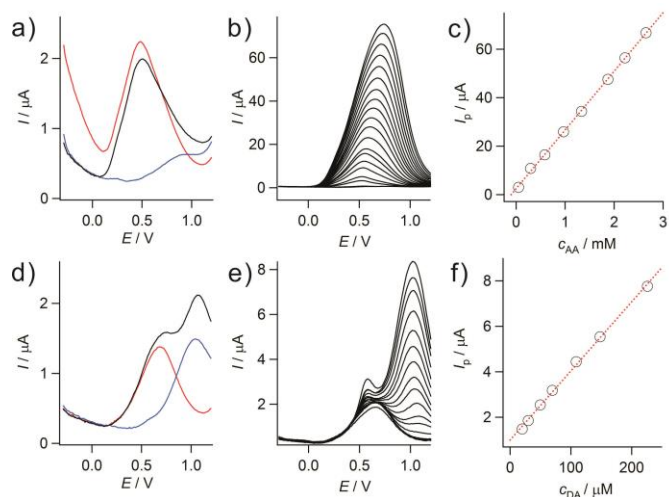 a)
2
1
0
I / μA
0.0 0.5 1.0
E / V
b)
60
40
20
0
I / μA
0.0 0.5 1.0
E / V
c)
60
40
20
0
Ip / μA
0 1 2 3
cAA / mM
d)
2
1
0
I / μA
0.0 0.5 1.0
E / V
e)
8
6
4
2
I / μA
0.0 0.5 1.0
E / V
f)
8
6
4
2
Ip / μA
0 100 200
cDA / μM